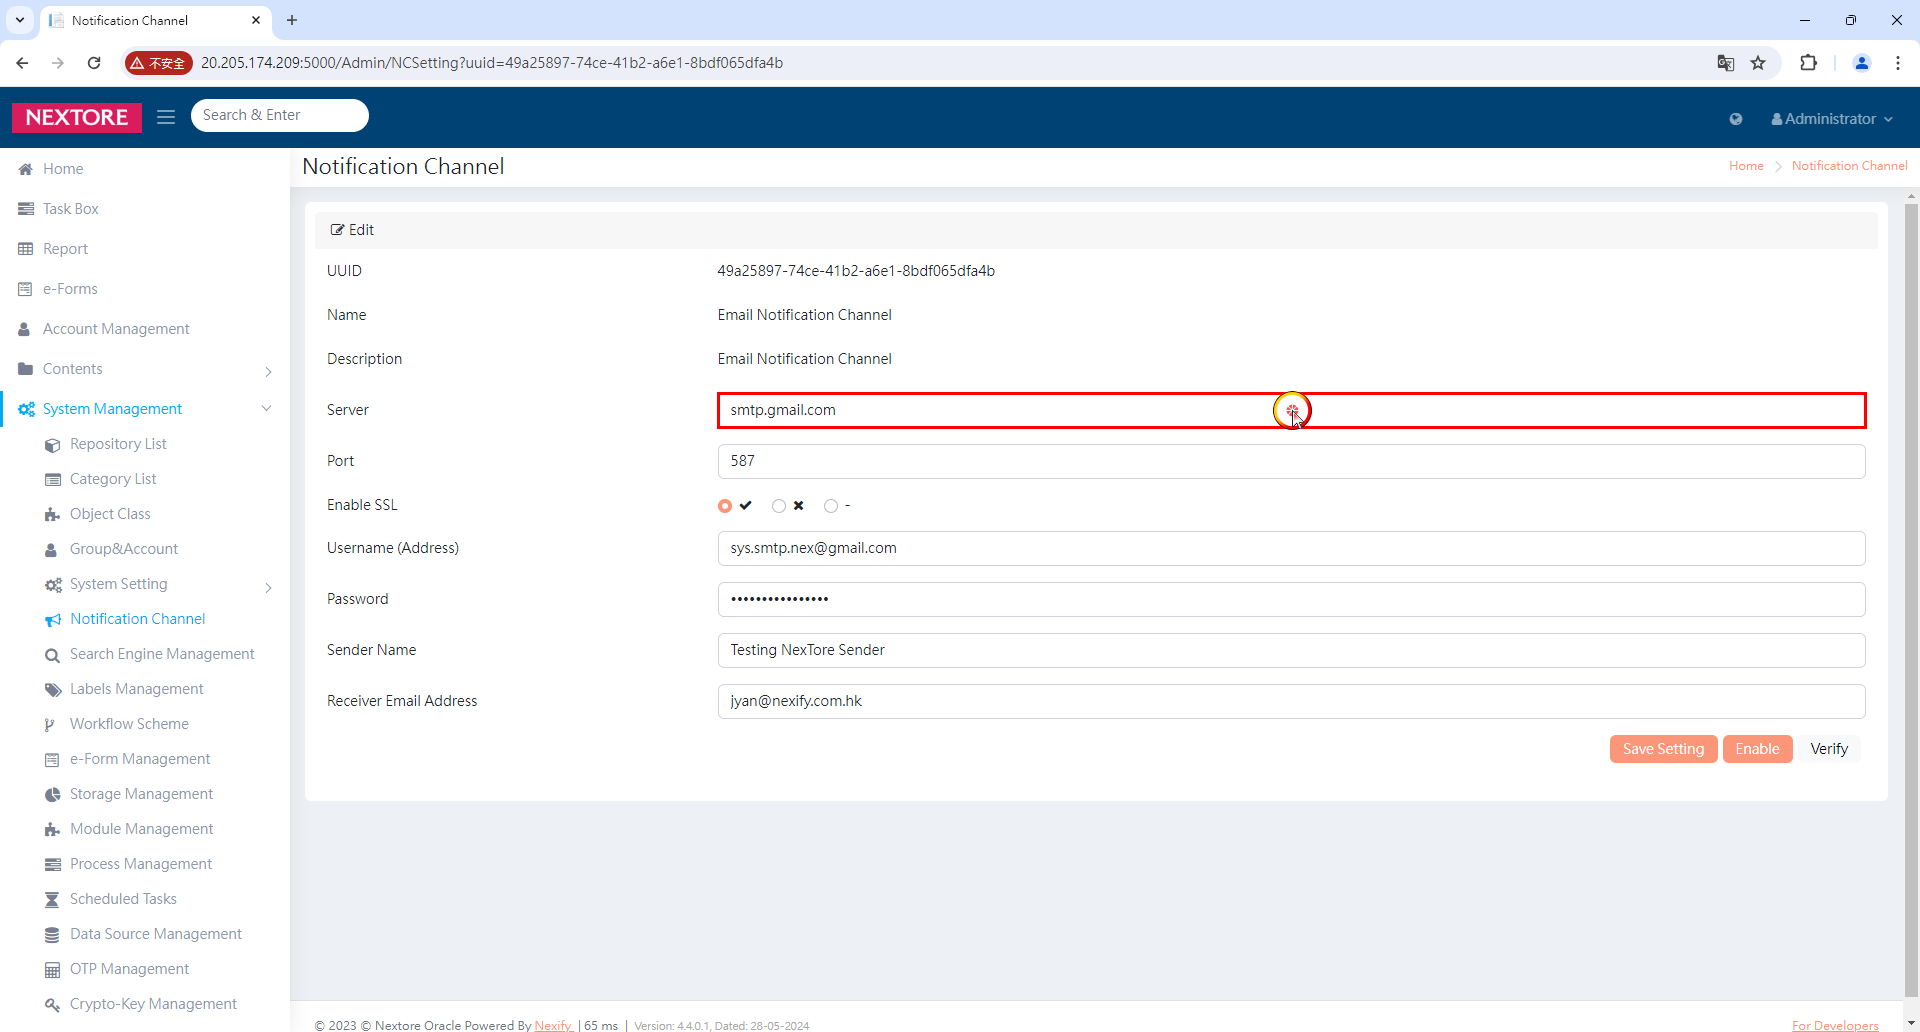 Notification Channel
不安全
20.205.174.209:5000/Admin/NCSetting?uuid=49a25897-74ce-41b2-a6e1-8bdf065dfa4b
NEXTORE
Search & Enter
Administrator
Home
Task Box
Report
e-Forms
Account Management
Contents
System Management
Repository List
Category List
Object Class
Group&Account
System Setting
Notification Channel
Search Engine Management
Labels Management
Workflow Scheme
e-Form Management
Storage Management
Module Management
Process Management
Scheduled Tasks
Data Source Management
OTP Management
Crypto-Key Management
Notification Channel
Home > Notification Channel
Edit
UUID 49a25897-74ce-41b2-a6e1-8bdf065dfa4b
Name Email Notification Channel
Description Email Notification Channel
Server smtp.gmail.com
Port 587
Enable SSL -
Username (Address) sys.smtp.nex@gmail.com
Password ••••••••••••••••
Sender Name Testing NexTore Sender
Receiver Email Address jyan@nexify.com.hk
Save Setting Enable Verify
© 2023 © Nextore Oracle Powered By Nexify | 65 ms | Version: 4.4.0.1, Dated: 28-05-2024
For Developers